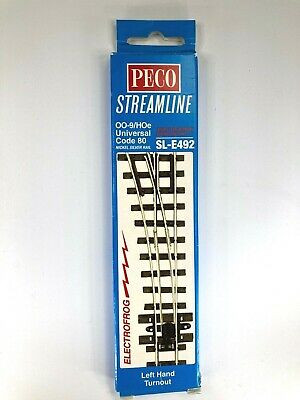 PECO
STREAMLINE
OO-9/HOe
Universal
Code 80
NICKEL SILVER RAIL
SL-E492
ELECTROFROG
Left Hand
Turnout